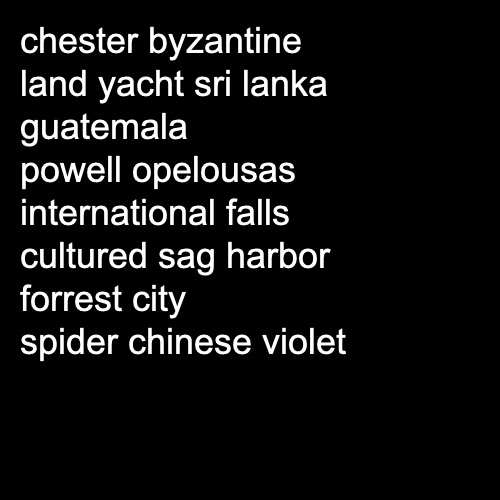 chester byzantine
land yacht sri lanka
guatemala
powell opelousas
international falls
cultured sag harbor
forrest city
spider chinese violet